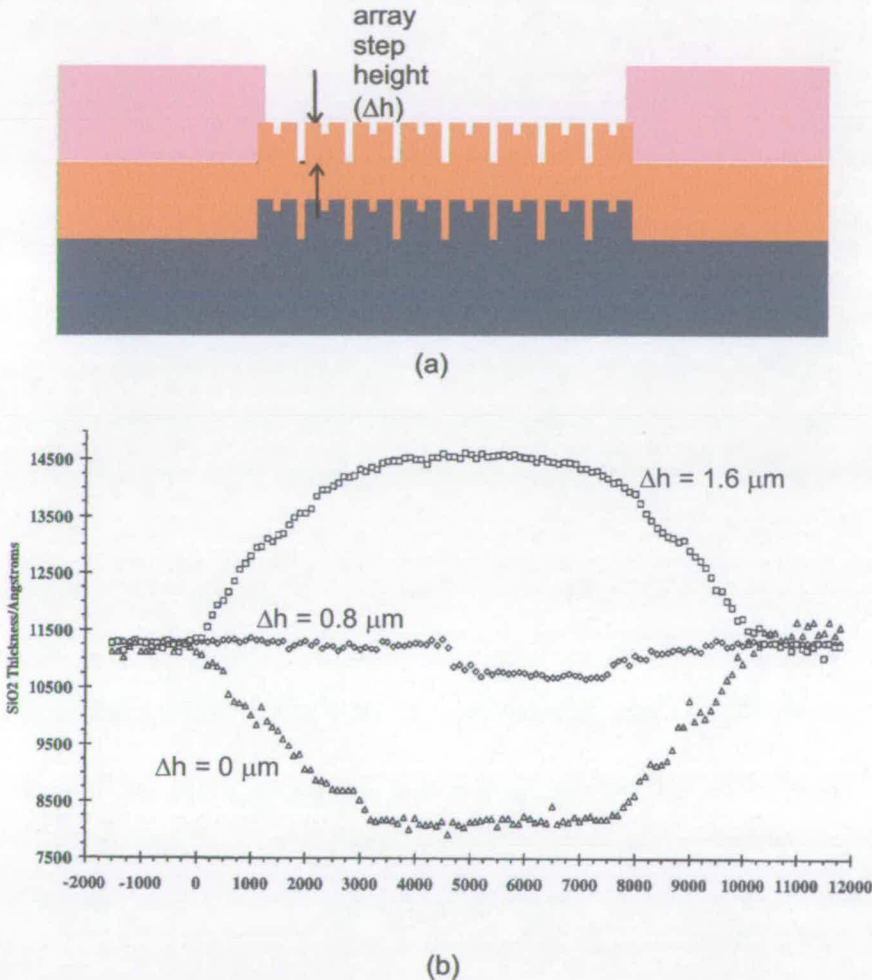 array
step
height
(Δh)
(a)
14500
13500
12500
11500
10500
9500
8500
7500
SiO2 Thickness/Angstroms
Δh = 1.6 μm
Δh = 0.8 μm
Δh = 0 μm
-2000 -1000 0 1000 2000 3000 4000 5000 6000 7000 8000 9000 10000 11000 12000
(b)